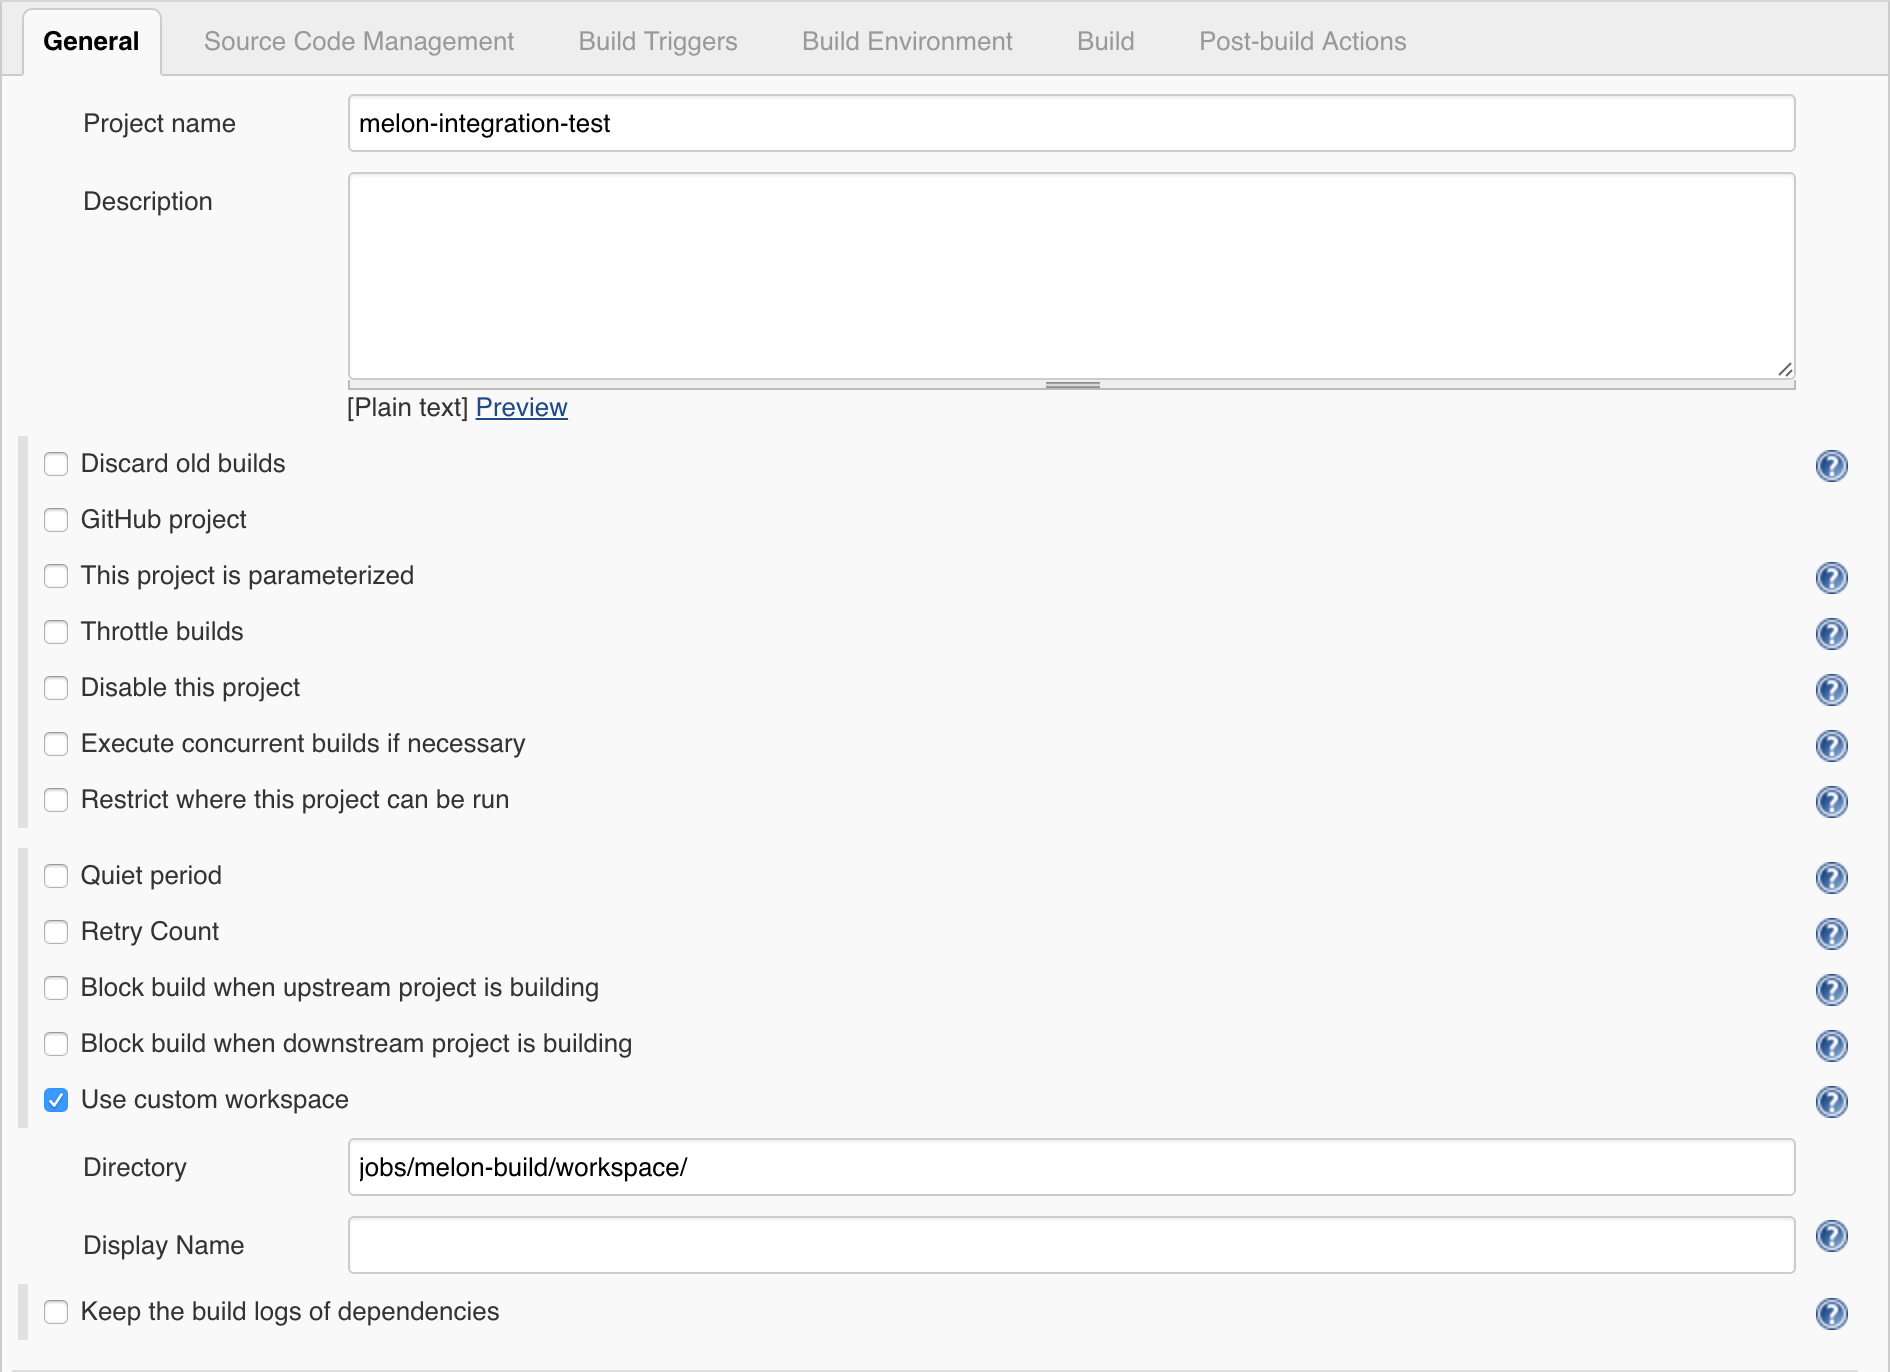 General Source Code Management Build Triggers Build Environment Build Post-build Actions
Project name melon-integration-test
Description
[Plain text] Preview
Discard old builds
GitHub project
This project is parameterized
Throttle builds
Disable this project
Execute concurrent builds if necessary
Restrict where this project can be run
Quiet period
Retry Count
Block build when upstream project is building
Block build when downstream project is building
Use custom workspace
Directory jobs/melon-build/workspace/
Display Name
Keep the build logs of dependencies